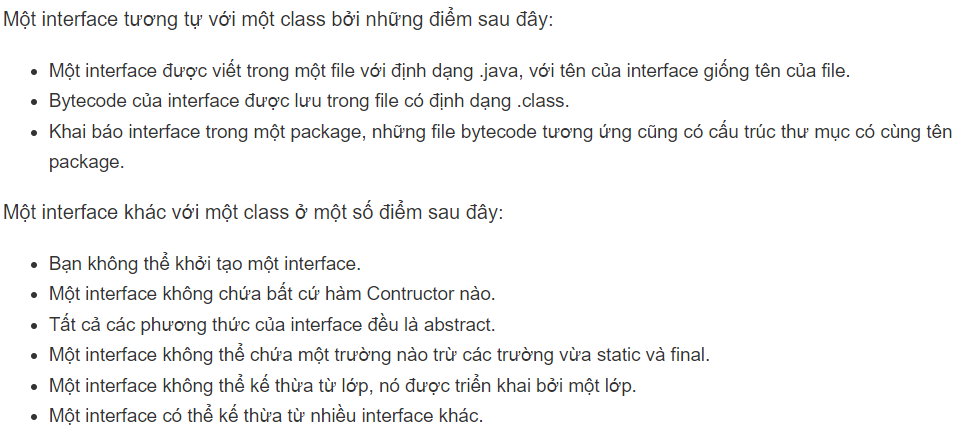 Một interface tương tự với một class bởi những điểm sau đây:
• Một interface được viết trong một file với định dạng .java, với tên của interface giống tên của file.
• Bytecode của interface được lưu trong file có định dạng .class.
• Khai báo interface trong một package, những file bytecode tương ứng cũng có cấu trúc thư mục có cùng tên
package.
Một interface khác với một class ở một số điểm sau đây:
• Bạn không thể khởi tạo một interface.
• Một interface không chứa bất cứ hàm Contructor nào.
• Tất cả các phương thức của interface đều là abstract.
• Một interface không thể chứa một trường nào trừ các trường vừa static và final.
• Một interface không thể kế thừa từ lớp, nó được triển khai bởi một lớp.
• Một interface có thể kế thừa từ nhiều interface khác.